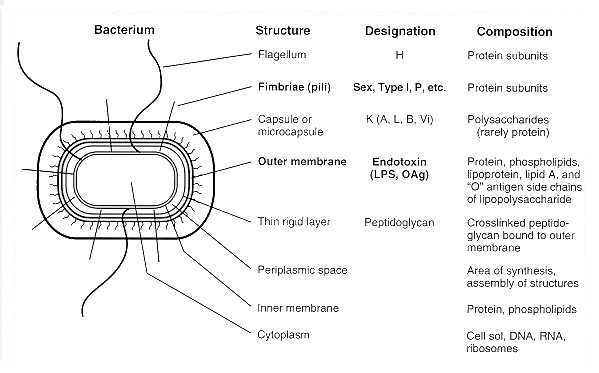 Bacterium Structure Designation Composition
Flagellum H Protein subunits
Fimbriae (pili) Sex, Type I, P, etc. Protein subunits
Capsule or K (A, L, B, Vi) Polysaccharides
microcapsule (rarely protein)
Outer membrane Endotoxin Protein, phospholipids,
(LPS, OAg) lipoprotein, lipid A, and
"O" antigen side chains
of lipopolysaccharide
Thin rigid layer Peptidoglycan Crosslinked peptido-
glycan bound to outer
membrane
Periplasmic space Area of synthesis,
assembly of structures
Inner membrane Protein, phospholipids
Cytoplasm Cell sol, DNA, RNA,
ribosomes